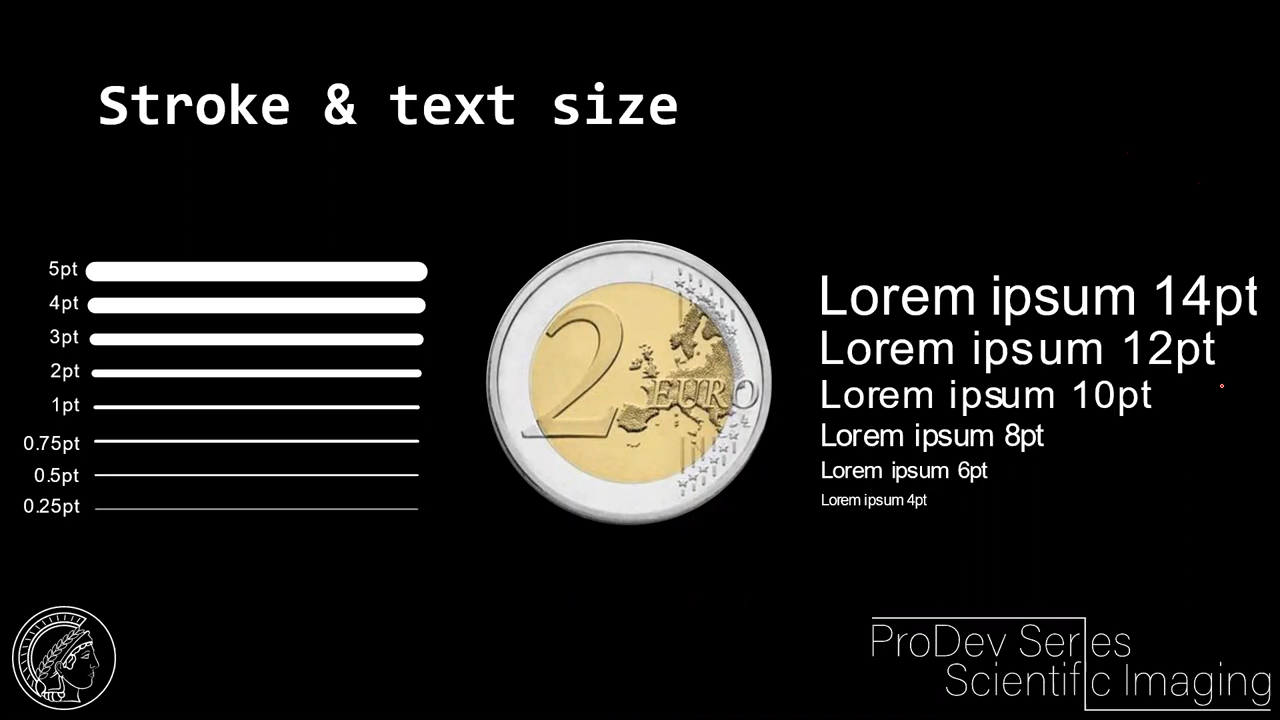 Stroke & text size
5pt
4pt
3pt
2pt
1pt
0.75pt
0.5pt
0.25pt
2 EURO
Lorem ipsum 14pt
Lorem ipsum 12pt
Lorem ipsum 10pt
Lorem ipsum 8pt
Lorem ipsum 6pt
Lorem ipsum 4pt
ProDev Series
Scientific Imaging